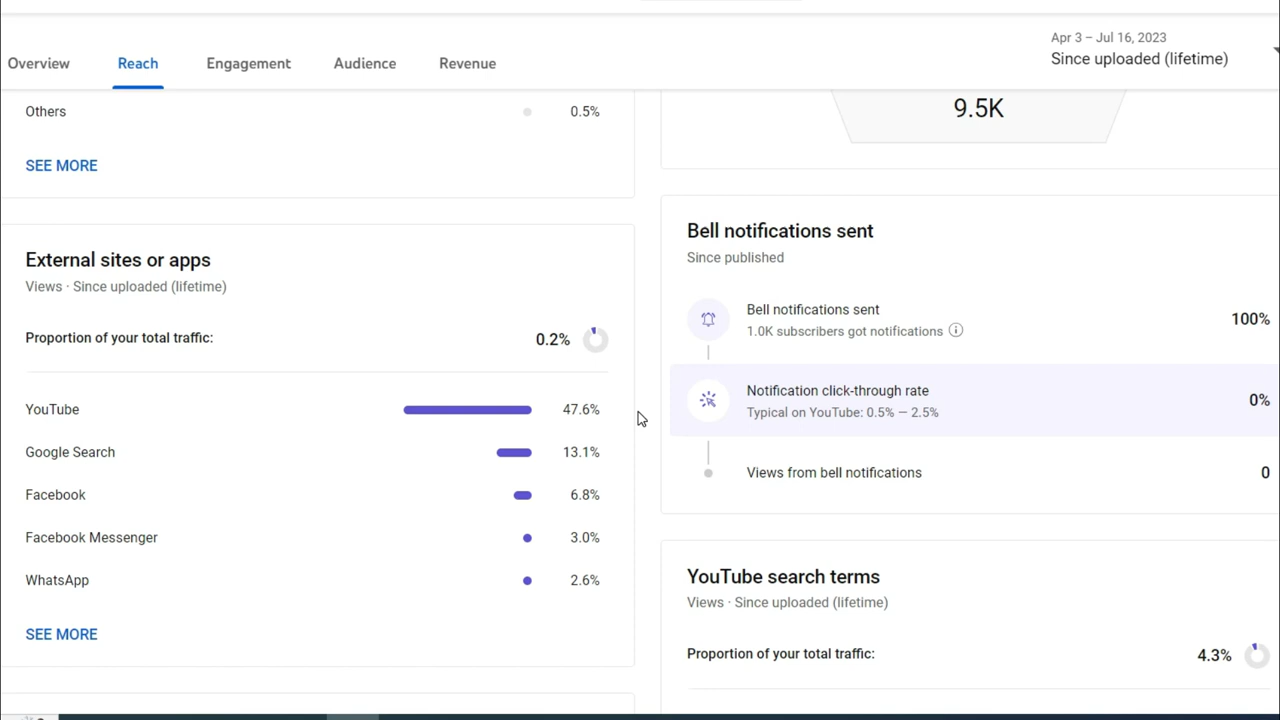 Overview Reach Engagement Audience Revenue
Apr 3 – Jul 16, 2023
Since uploaded (lifetime)
Others 0.5%
SEE MORE
9.5K
External sites or apps
Views · Since uploaded (lifetime)
Proportion of your total traffic: 0.2%
YouTube 47.6%
Google Search 13.1%
Facebook 6.8%
Facebook Messenger 3.0%
WhatsApp 2.6%
SEE MORE
Bell notifications sent
Since published
Bell notifications sent 100%
1.0K subscribers got notifications
Notification click-through rate 0%
Typical on YouTube: 0.5% — 2.5%
Views from bell notifications 0
YouTube search terms
Views · Since uploaded (lifetime)
Proportion of your total traffic: 4.3%